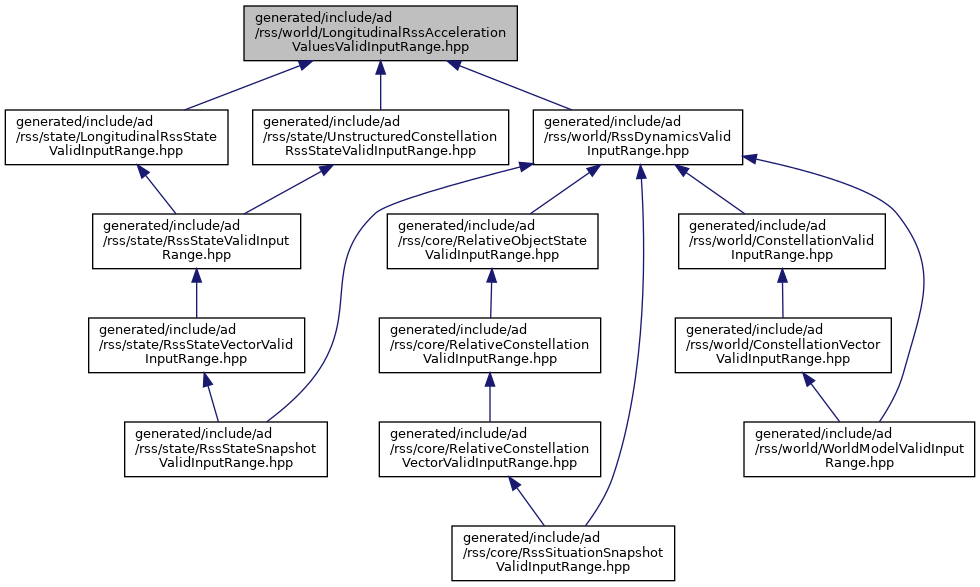 generated/include/ad
/rss/world/LongitudinalRssAcceleration
ValuesValidInputRange.hpp
generated/include/ad
/rss/state/LongitudinalRssState
ValidInputRange.hpp
generated/include/ad
/rss/state/UnstructuredConstellation
RssStateValidInputRange.hpp
generated/include/ad
/rss/world/RssDynamicsValid
InputRange.hpp
generated/include/ad
/rss/state/RssStateValidInput
Range.hpp
generated/include/ad
/rss/core/RelativeObjectState
ValidInputRange.hpp
generated/include/ad
/rss/world/ConstellationValid
InputRange.hpp
generated/include/ad
/rss/state/RssStateVectorValid
InputRange.hpp
generated/include/ad
/rss/core/RelativeConstellation
ValidInputRange.hpp
generated/include/ad
/rss/world/ConstellationVector
ValidInputRange.hpp
generated/include/ad
/rss/state/RssStateSnapshot
ValidInputRange.hpp
generated/include/ad
/rss/core/RelativeConstellation
VectorValidInputRange.hpp
generated/include/ad
/rss/world/WorldModelValidInput
Range.hpp
generated/include/ad
/rss/core/RssSituationSnapshot
ValidInputRange.hpp